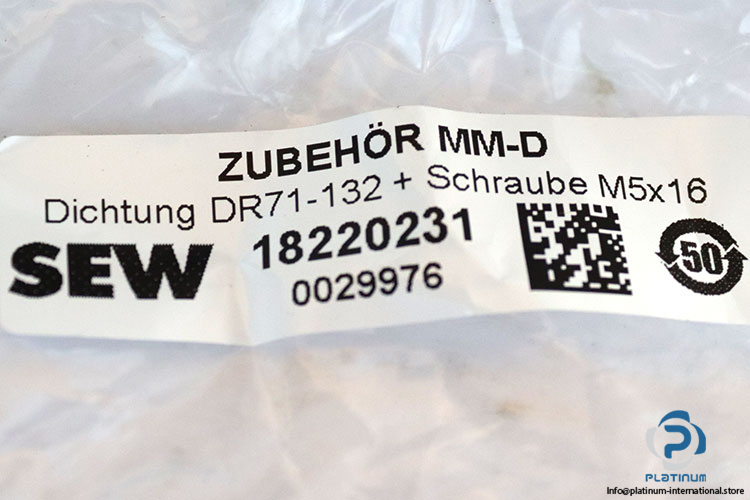 ZUBEHÖR MM-D
Dichtung DR71-132 + Schraube M5x16
SEW 18220231
0029976
50
PLATINUM
Info@platinum-international.store